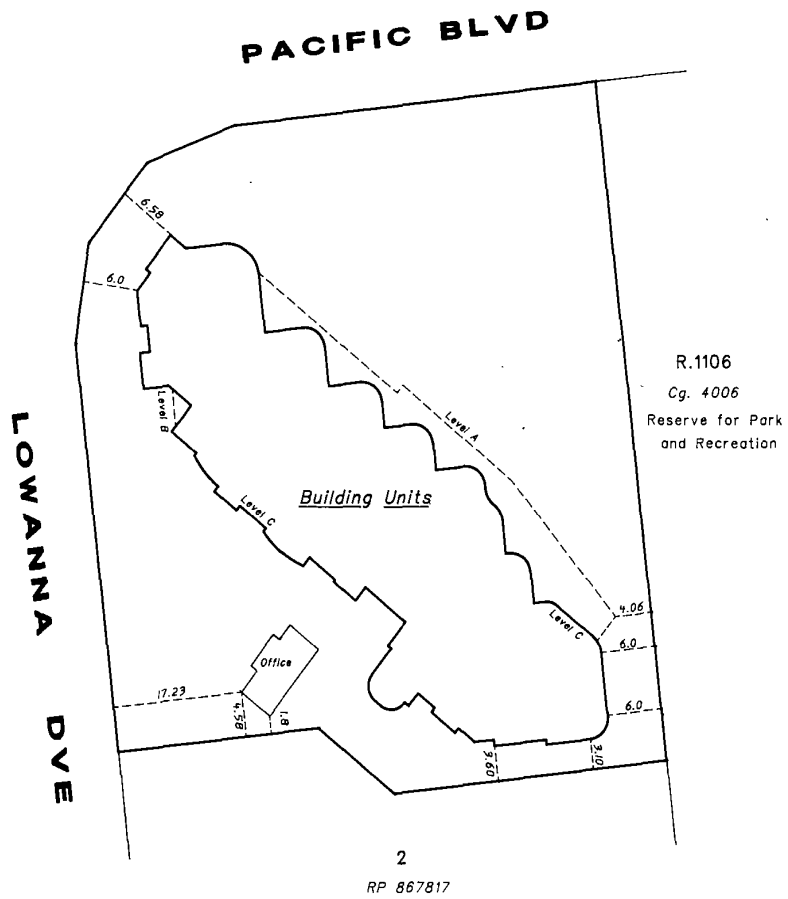 PACIFIC BLVD
6.58
6.0
R.1106
Cg. 4006
Reserve for Park
and Recreation
Level B
Level A
LOWANNA DVE
Building Units
Level C
Level C
4.06
6.0
Office
17.23
4.58
1.8
6.0
3.60
3.10
2
RP 867817